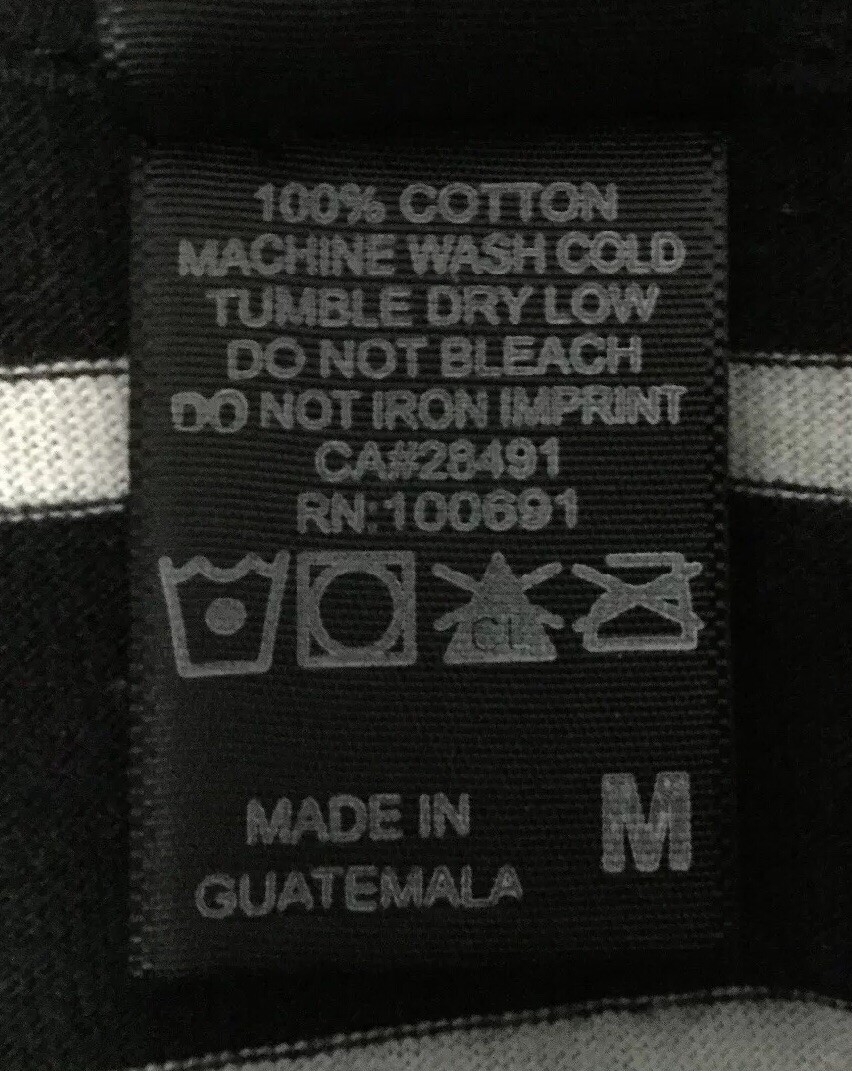 100% COTTON
MACHINE WASH COLD
TUMBLE DRY LOW
DO NOT BLEACH
DO NOT IRON IMPRINT
CA#28491
RN:100691
CL
MADE IN
GUATEMALA
M